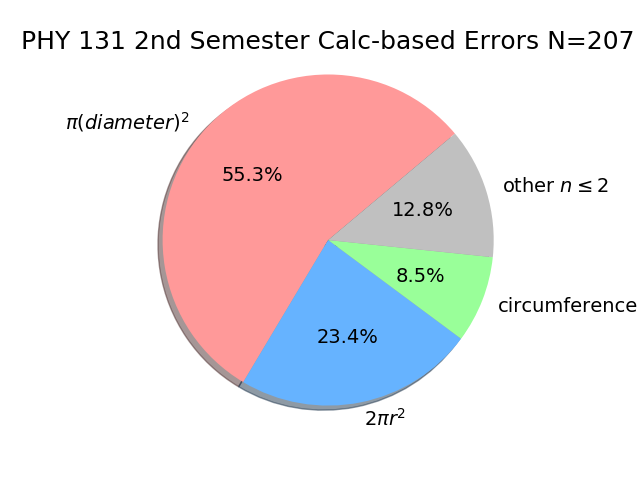 PHY 131 2nd Semester Calc-based Errors N=207
π(diameter)²
55.3%
other n ≤ 2
12.8%
8.5%
circumference
23.4%
2πr²